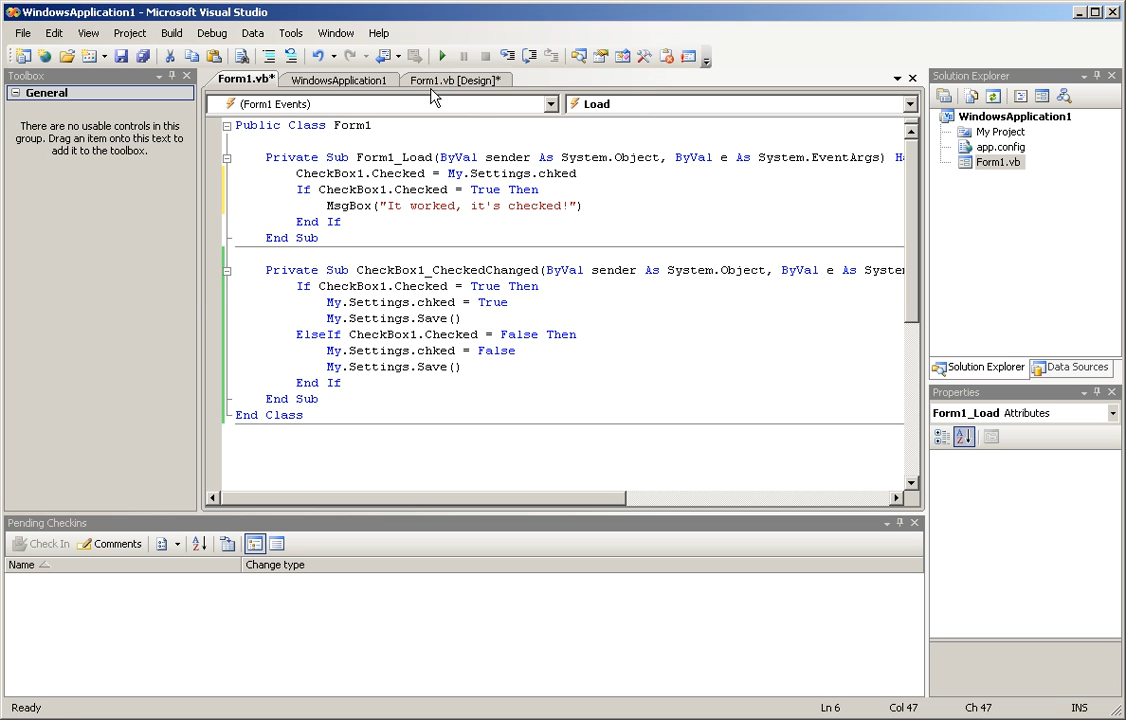 WindowsApplication1 - Microsoft Visual Studio
File Edit View Project Build Debug Data Tools Window Help
Toolbox
General
There are no usable controls in this
group. Drag an item onto this text to
add it to the toolbox.
Form1.vb* WindowsApplication1 Form1.vb [Design]*
(Form1 Events) Load
Public Class Form1
Private Sub Form1_Load(ByVal sender As System.Object, ByVal e As System.EventArgs) Ha
CheckBox1.Checked = My.Settings.chked
If CheckBox1.Checked = True Then
MsgBox("It worked, it's checked!")
End If
End Sub
Private Sub CheckBox1_CheckedChanged(ByVal sender As System.Object, ByVal e As System
If CheckBox1.Checked = True Then
My.Settings.chked = True
My.Settings.Save()
ElseIf CheckBox1.Checked = False Then
My.Settings.chked = False
My.Settings.Save()
End If
End Sub
End Class
Solution Explorer
WindowsApplication1
My Project
app.config
Form1.vb
Solution Explorer Data Sources
Properties
Form1_Load Attributes
Pending Checkins
Check In Comments
Name Change type
Ready Ln 6 Col 47 Ch 47 INS